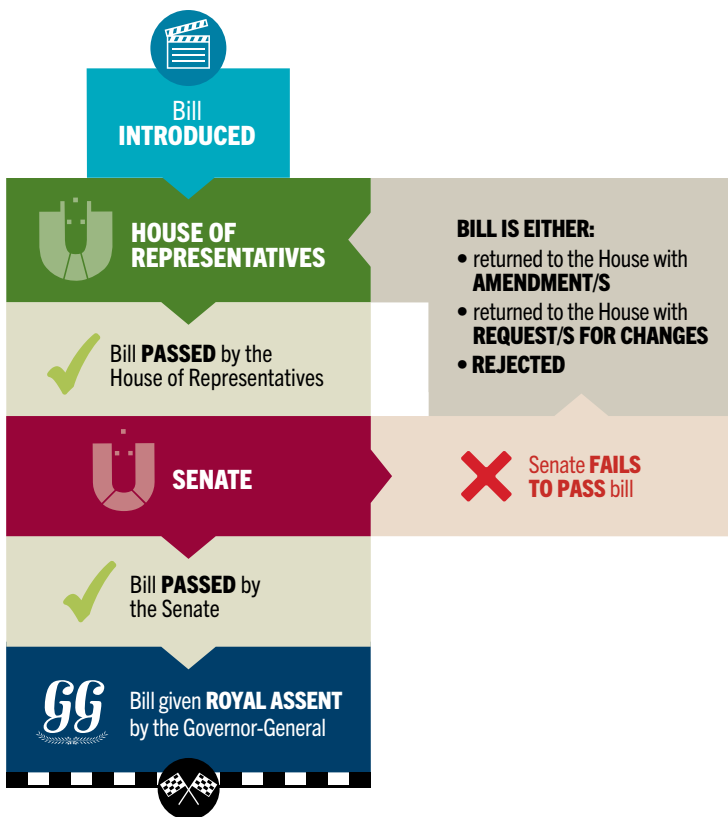 Bill
INTRODUCED
HOUSE OF
REPRESENTATIVES
BILL IS EITHER:
• returned to the House with
AMENDMENT/S
• returned to the House with
REQUEST/S FOR CHANGES
• REJECTED
Bill PASSED by the
House of Representatives
SENATE
Senate FAILS
TO PASS bill
Bill PASSED by
the Senate
GG
Bill given ROYAL ASSENT
by the Governor-General